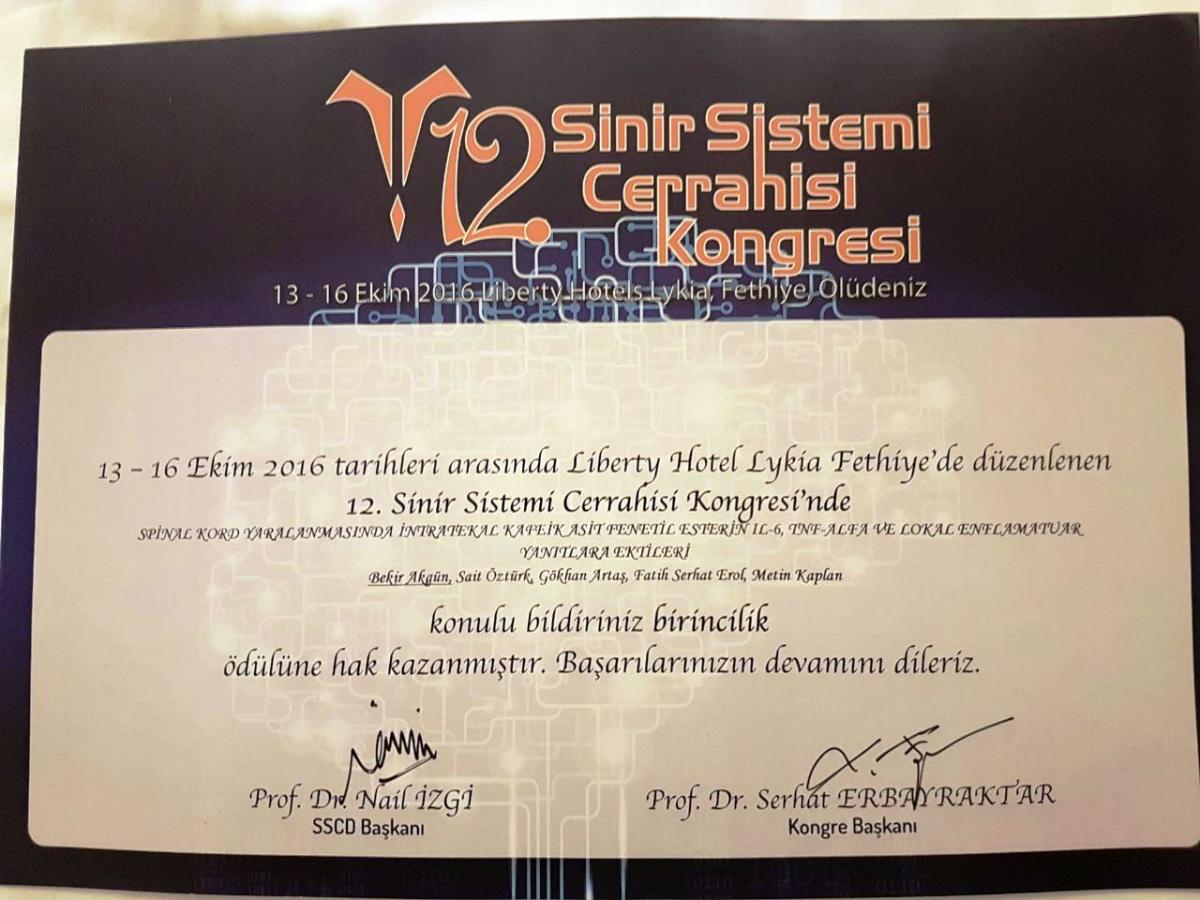 12. Sinir Sistemi
Cerrahisi
Kongresi
13 - 16 Ekim 2016 Liberty Hotels Lykia, Fethiye, Ölüdeniz
13 – 16 Ekim 2016 tarihleri arasında Liberty Hotel Lykia Fethiye'de düzenlenen
12. Sinir Sistemi Cerrahisi Kongresi'nde
SPİNAL KORD YARALANMASINDA İNTRATEKAL KAFEİK ASİT FENETİL ESTERİN IL-6, TNF-ALFA VE LOKAL ENFLAMATUAR
YANITLARA EKTİLERİ
Bekir Akgün, Sait Öztürk, Gökhan Artaş, Fatih Serhat Erol, Metin Kaplan
konulu bildiriniz birincilik
ödülüne hak kazanmıştır. Başarılarınızın devamını dileriz.
Prof. Dr. Nail İZGİ
SSCD Başkanı
Prof. Dr. Serhat ERBAYRAKTAR
Kongre Başkanı